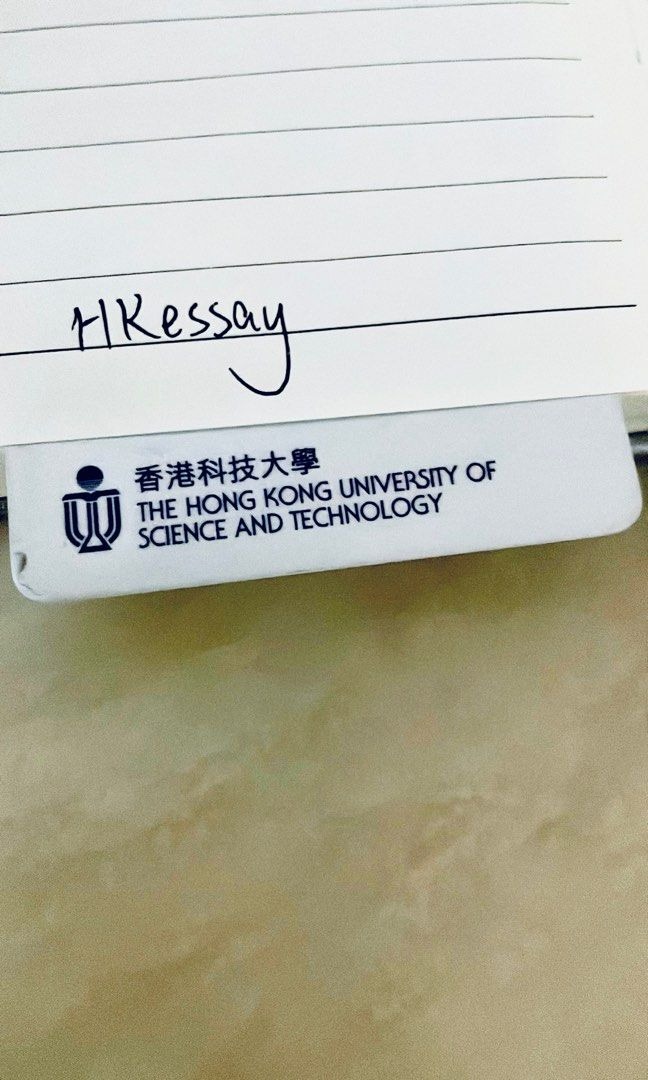 HKessay
香港科技大學
THE HONG KONG UNIVERSITY OF
SCIENCE AND TECHNOLOGY